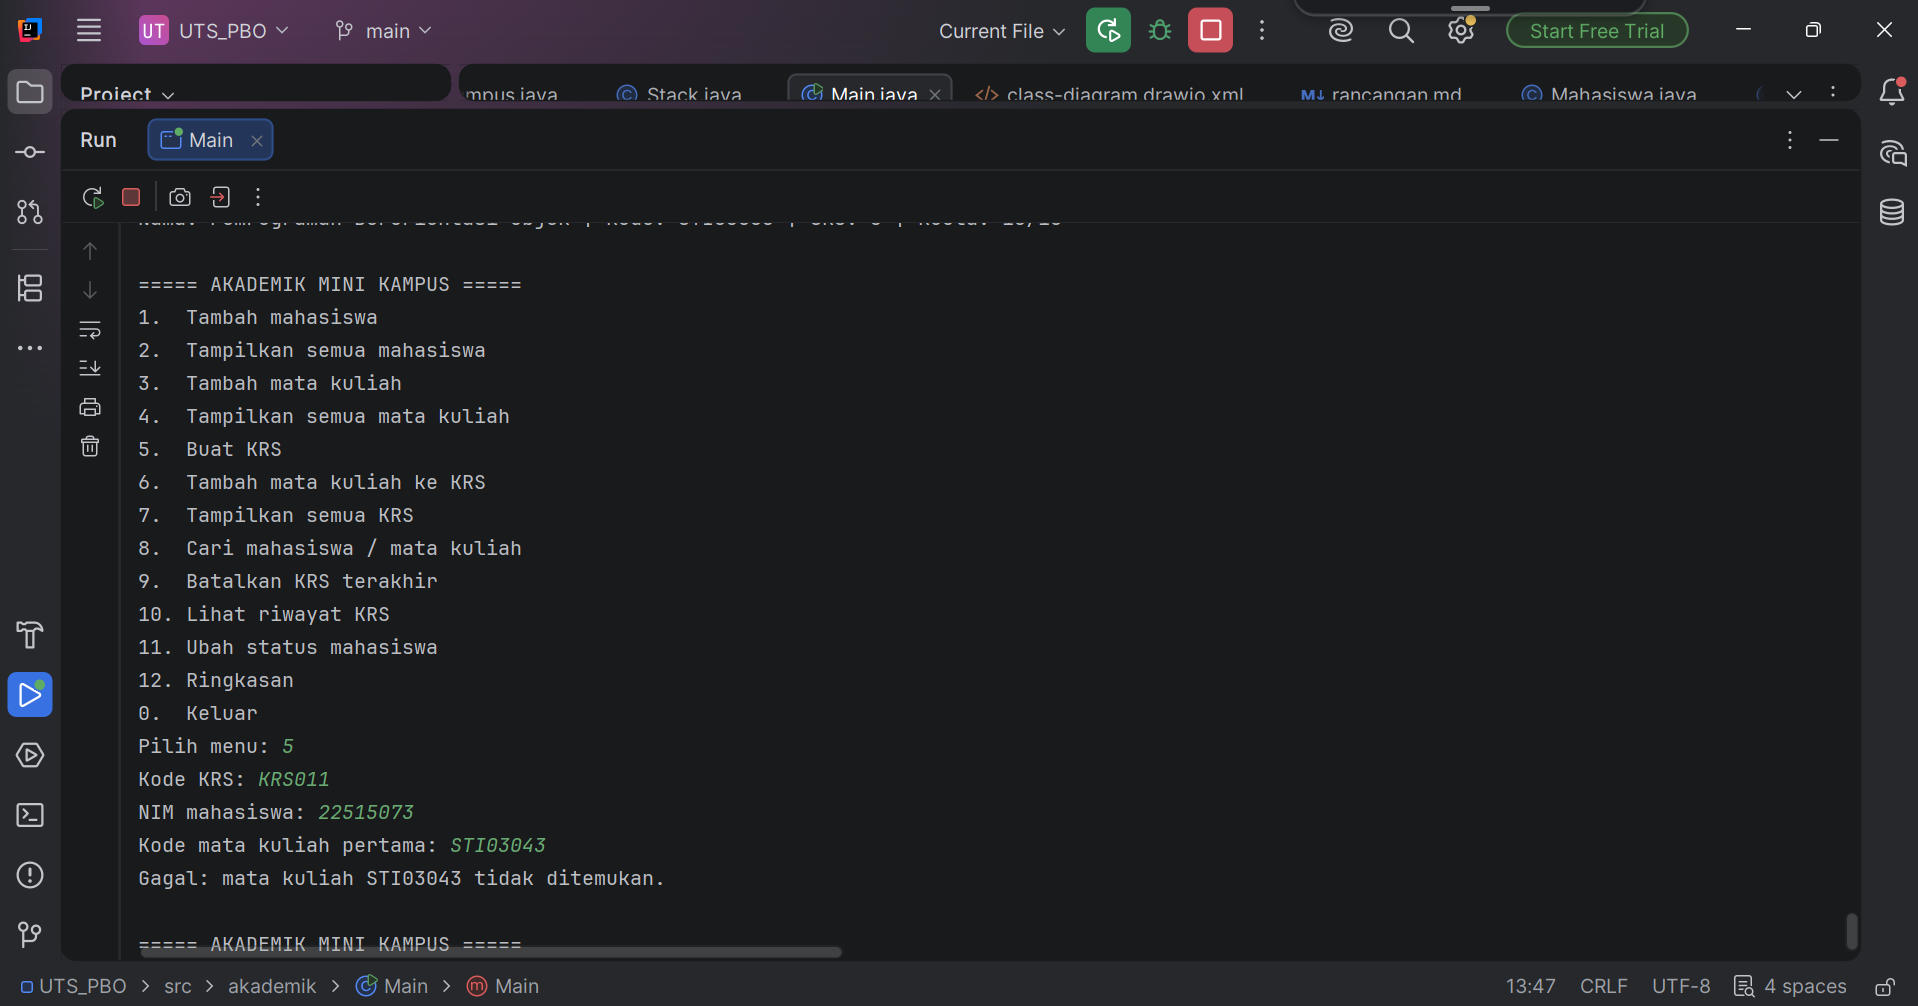 UT UTS_PBO main Current File Start Free Trial
Project
mpus.java Stack.java Main.java class-diagram.drawio.xml rancangan.md Mahasiswa.java
Run Main
===== AKADEMIK MINI KAMPUS =====
1. Tambah mahasiswa
2. Tampilkan semua mahasiswa
3. Tambah mata kuliah
4. Tampilkan semua mata kuliah
5. Buat KRS
6. Tambah mata kuliah ke KRS
7. Tampilkan semua KRS
8. Cari mahasiswa / mata kuliah
9. Batalkan KRS terakhir
10. Lihat riwayat KRS
11. Ubah status mahasiswa
12. Ringkasan
0. Keluar
Pilih menu: 5
Kode KRS: KRS011
NIM mahasiswa: 22515073
Kode mata kuliah pertama: STI03043
Gagal: mata kuliah STI03043 tidak ditemukan.
===== AKADEMIK MINI KAMPUS =====
UTS_PBO > src > akademik > Main > Main 13:47 CRLF UTF-8 4 spaces